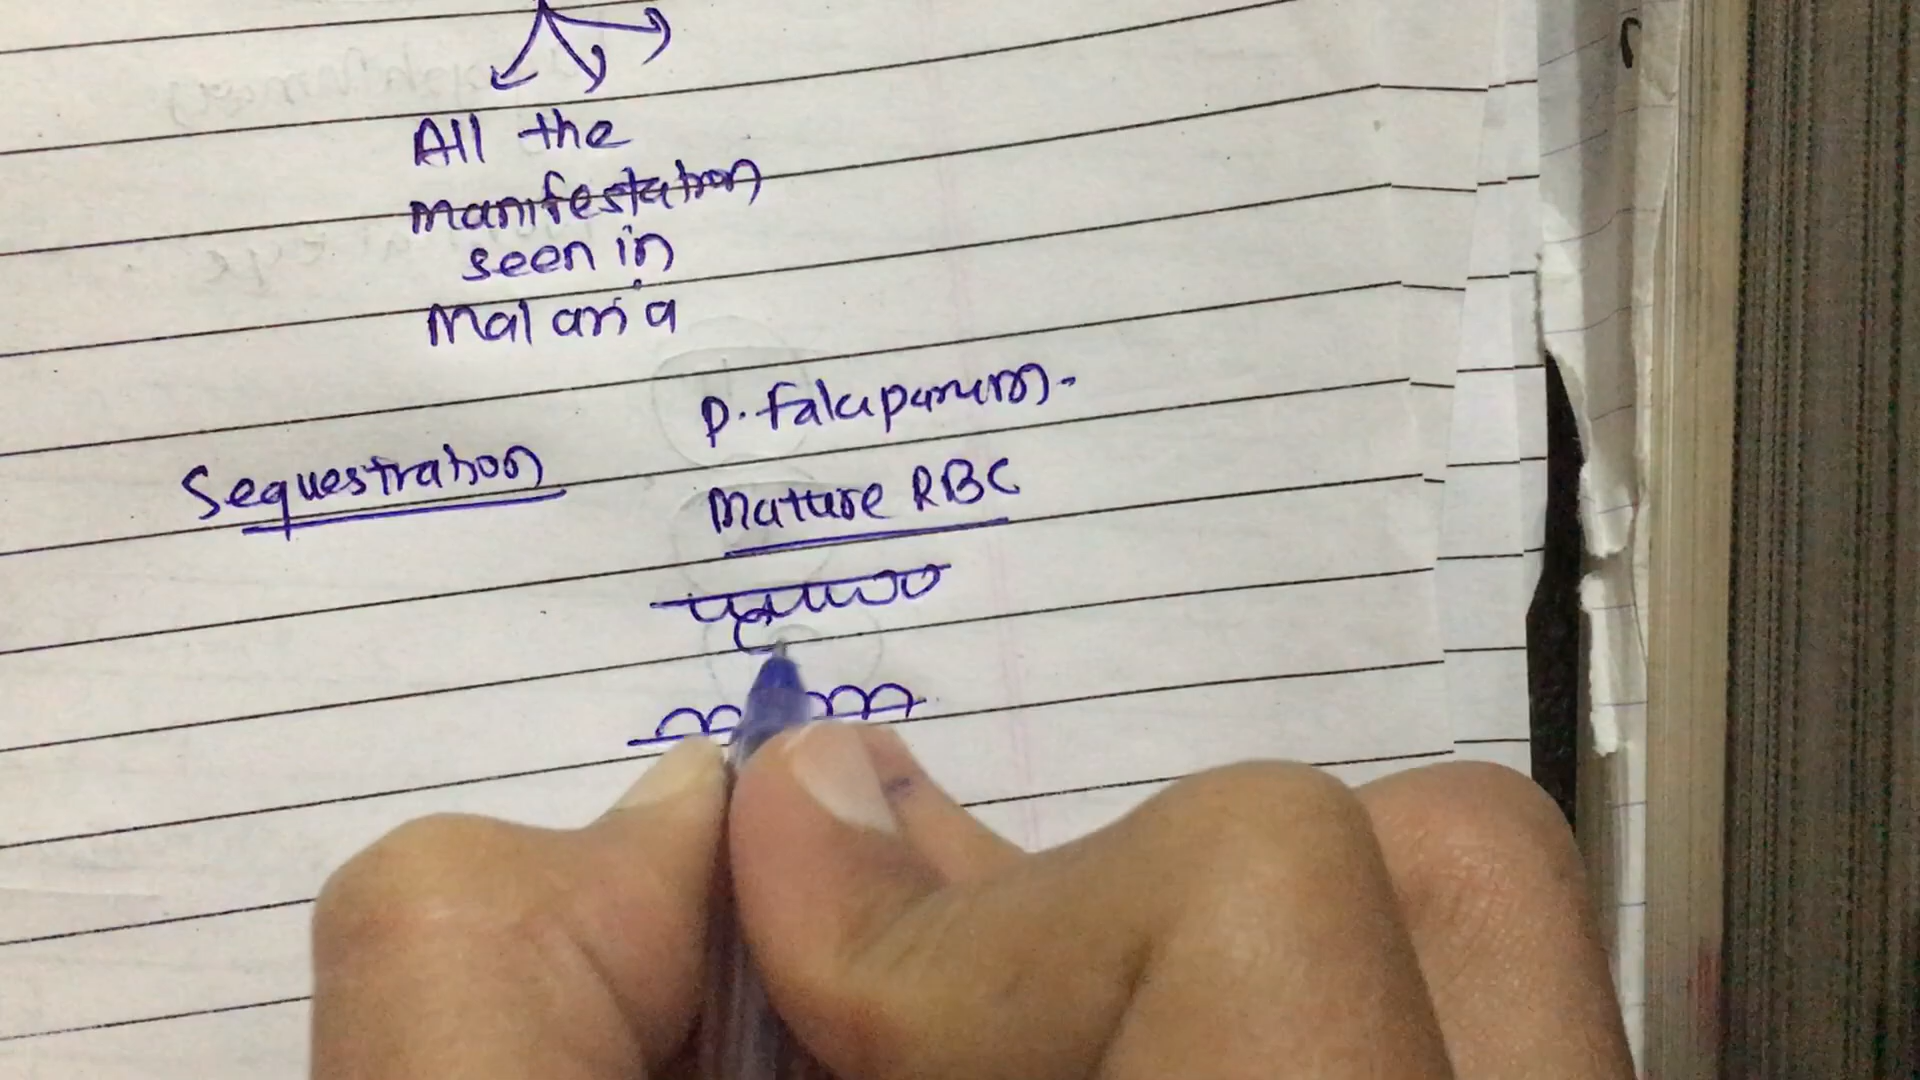 All the
manifestation
seen in
Malaria
P. falciparum.
Sequestration
Mature RBC